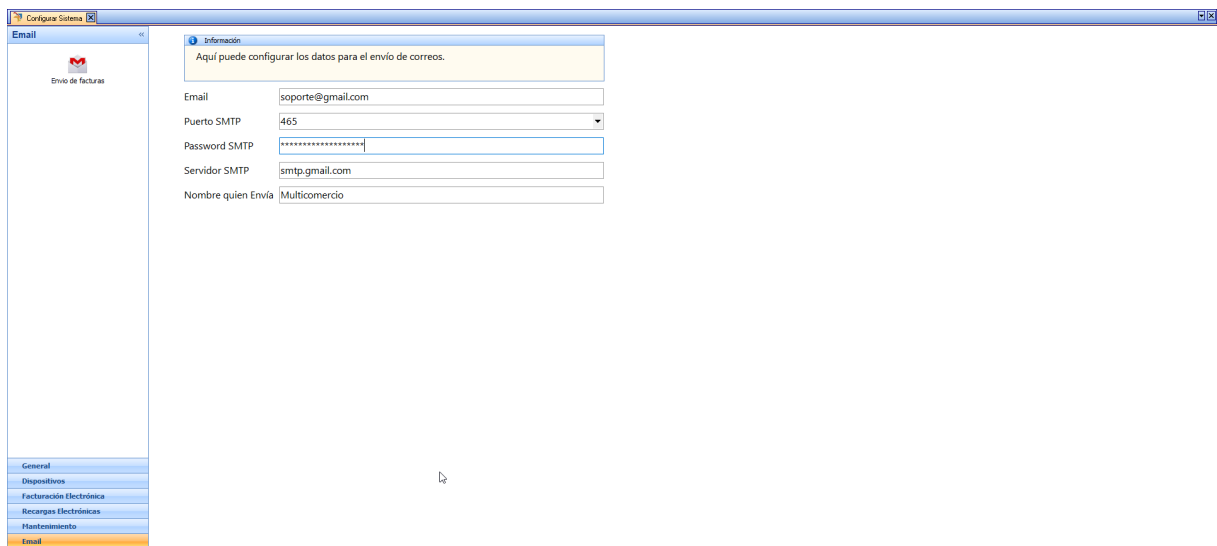 Configurar Sistema
Email
Envio de facturas
Información
Aquí puede configurar los datos para el envío de correos.
Email soporte@gmail.com
Puerto SMTP 465
Password SMTP *******************
Servidor SMTP smtp.gmail.com
Nombre quien Envía Multicomercio
General
Dispositivos
Facturación Electrónica
Recargas Electrónicas
Mantenimiento
Email